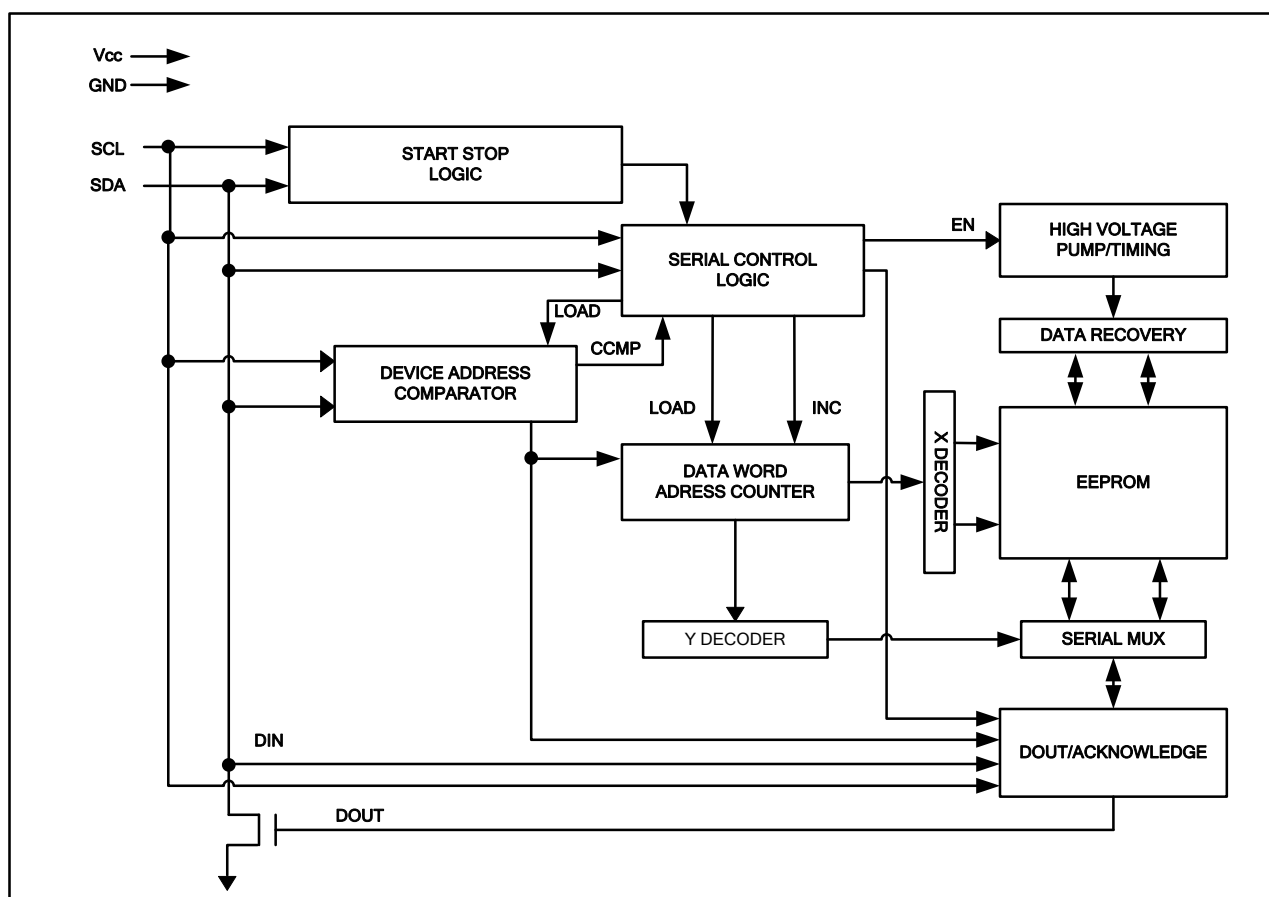 Vcc
GND
SCL
SDA
START STOP
LOGIC
SERIAL CONTROL
LOGIC
EN
HIGH VOLTAGE
PUMP/TIMING
LOAD
CCMP
DATA RECOVERY
DEVICE ADDRESS
COMPARATOR
LOAD
INC
X DECODER
EEPROM
DATA WORD
ADRESS COUNTER
Y DECODER
SERIAL MUX
DIN
DOUT/ACKNOWLEDGE
DOUT